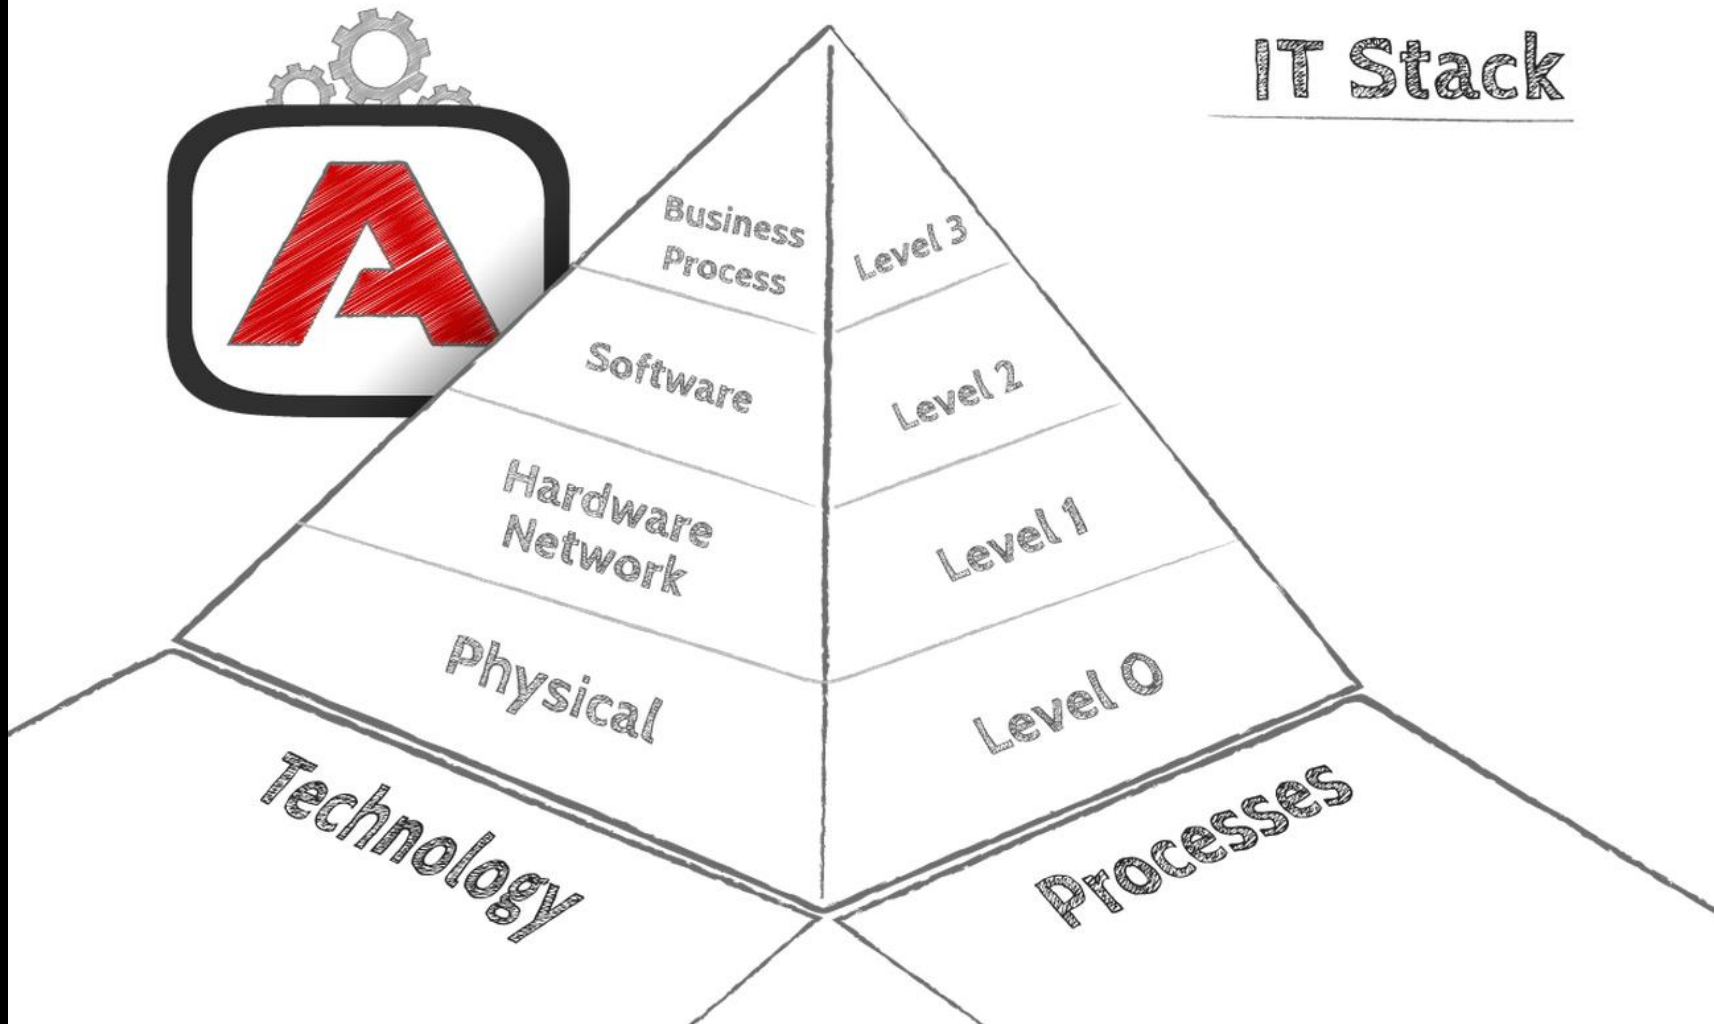 IT Stack
A
Business
Process
Level 3
Software
Level 2
Hardware
Network
Level 1
Physical
Level 0
Technology
Processes